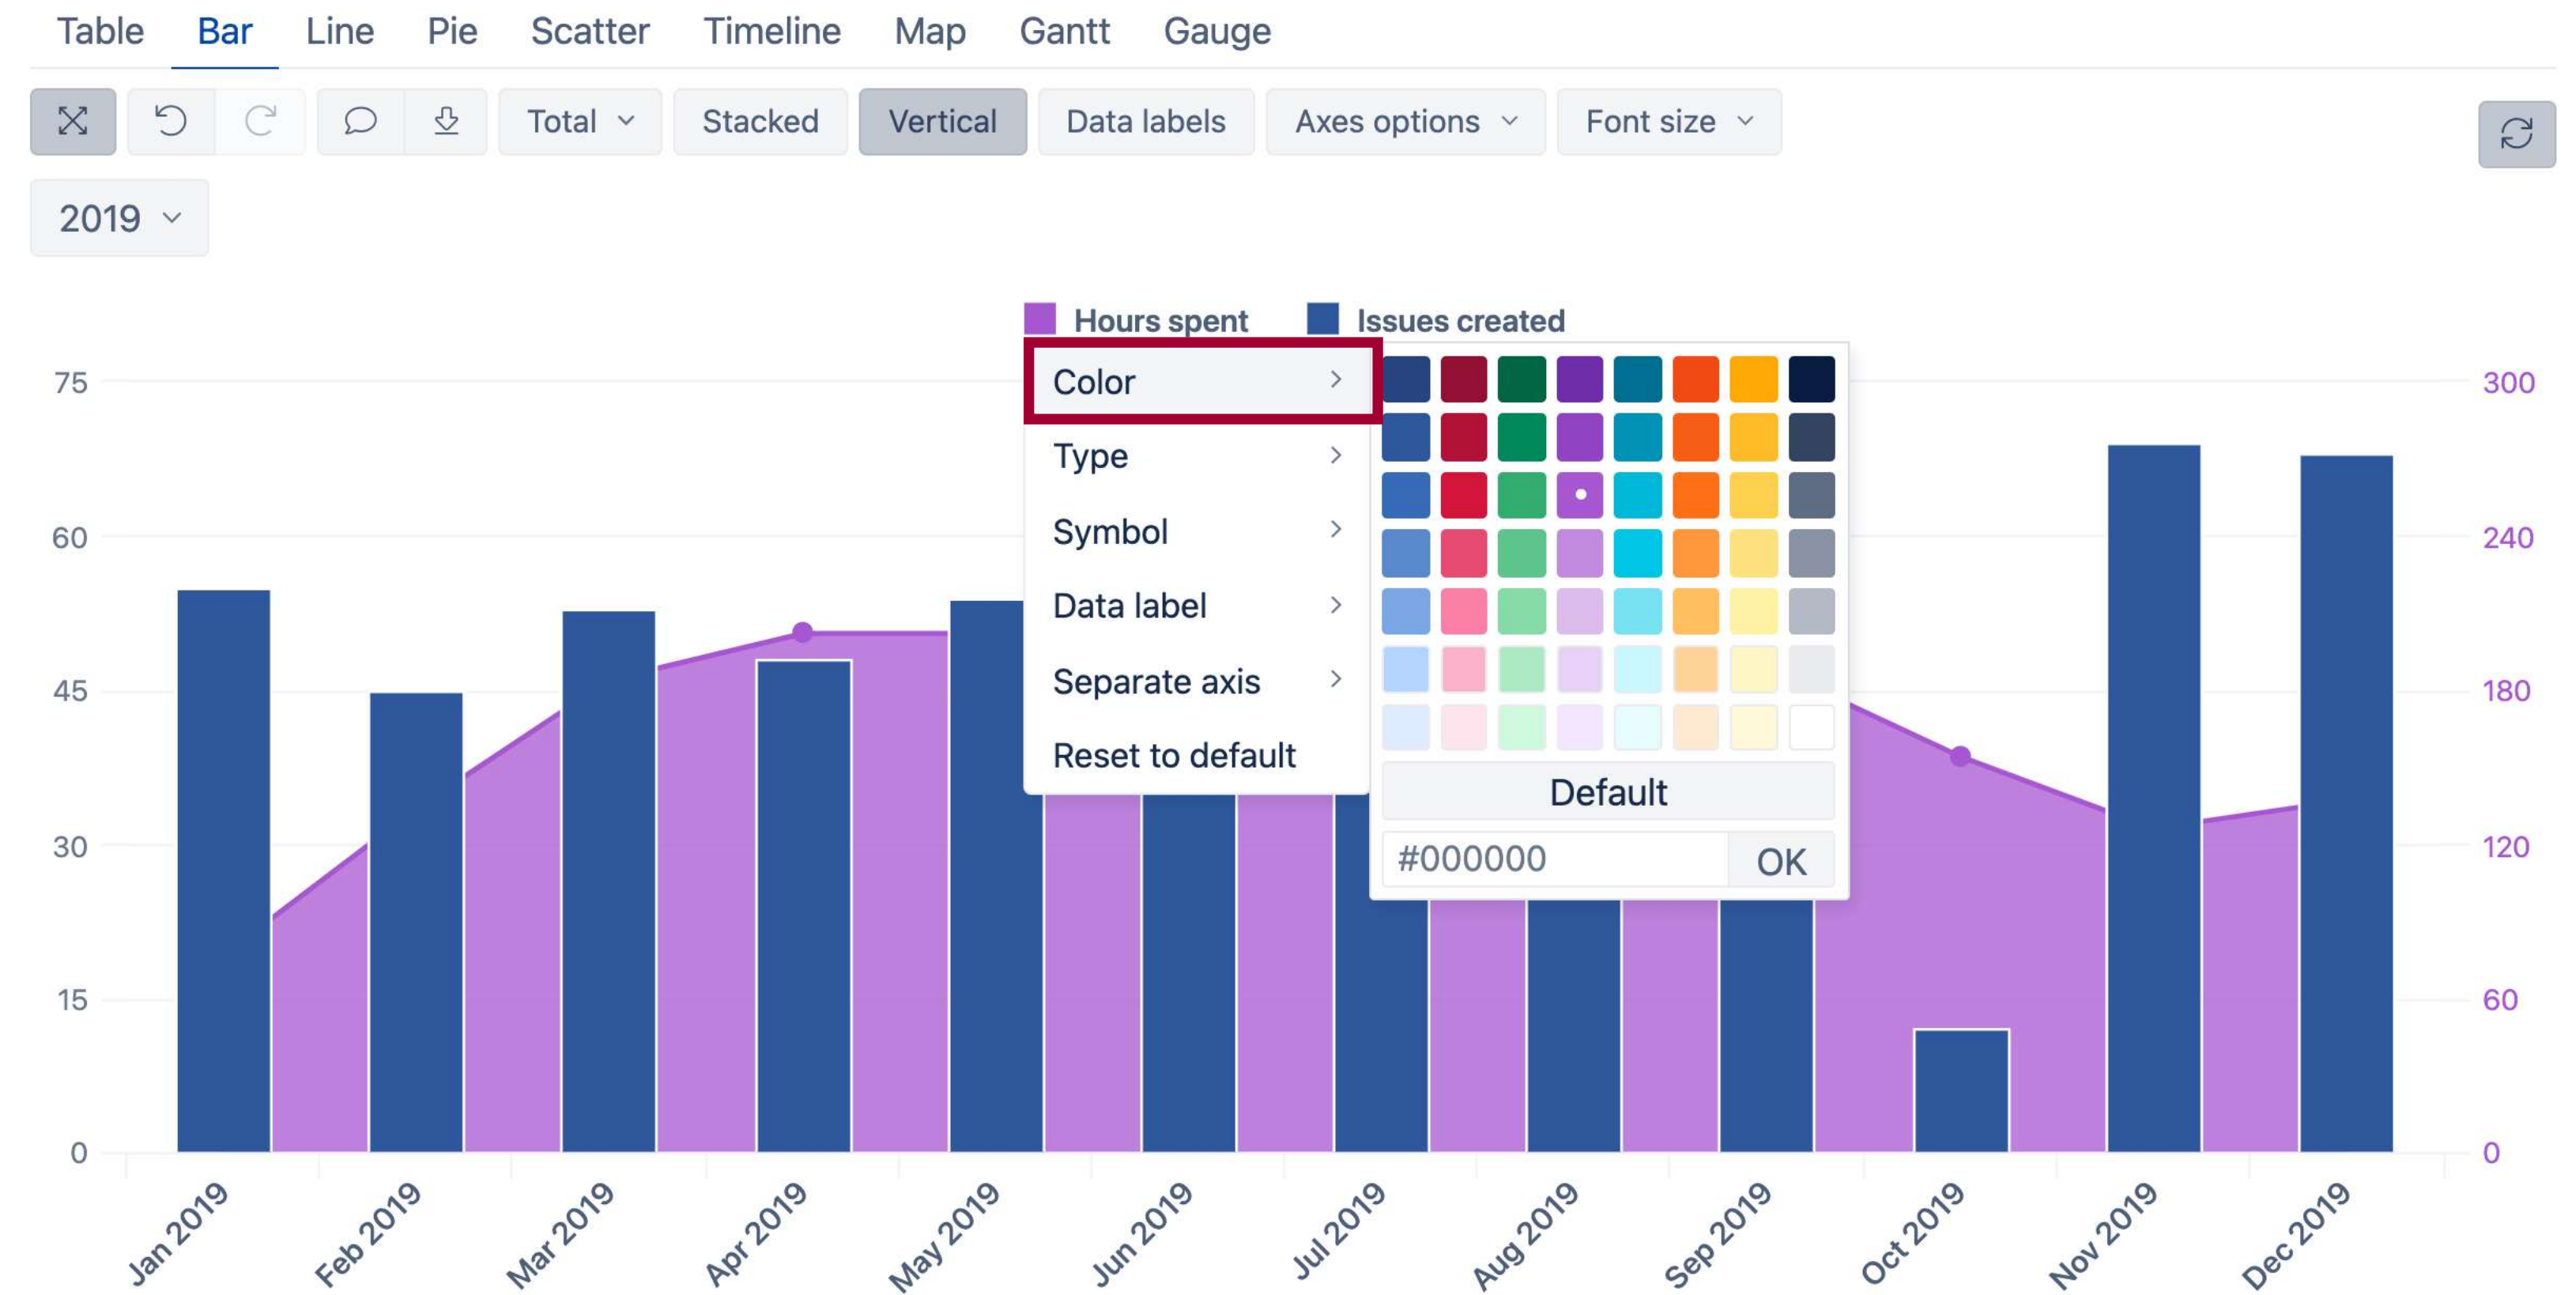 Table Bar Line Pie Scatter Timeline Map Gantt Gauge
Total Stacked Vertical Data labels Axes options Font size
2019
Hours spent Issues created
Color
Type
Symbol
Data label
Separate axis
Reset to default
Default
#000000 OK
75
60
45
30
15
0
300
240
180
120
60
0
Jan 2019 Feb 2019 Mar 2019 Apr 2019 May 2019 Jun 2019 Jul 2019 Aug 2019 Sep 2019 Oct 2019 Nov 2019 Dec 2019